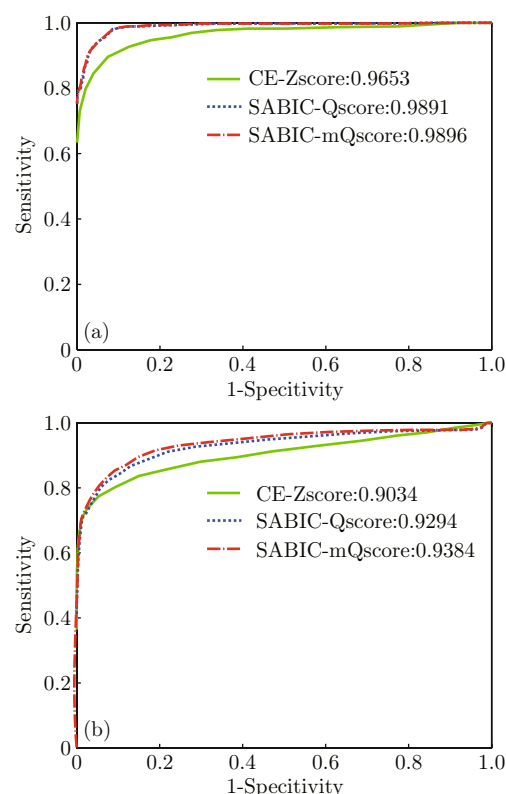 1.0
0.8
0.6
0.4
0.2
0
Sensitivity
CE-Zscore:0.9653
SABIC-Qscore:0.9891
SABIC-mQscore:0.9896
(a)
0 0.2 0.4 0.6 0.8 1.0
1-Specitivity
1.0
0.8
0.6
0.4
0.2
0
Sensitivity
CE-Zscore:0.9034
SABIC-Qscore:0.9294
SABIC-mQscore:0.9384
(b)
0 0.2 0.4 0.6 0.8 1.0
1-Specitivity